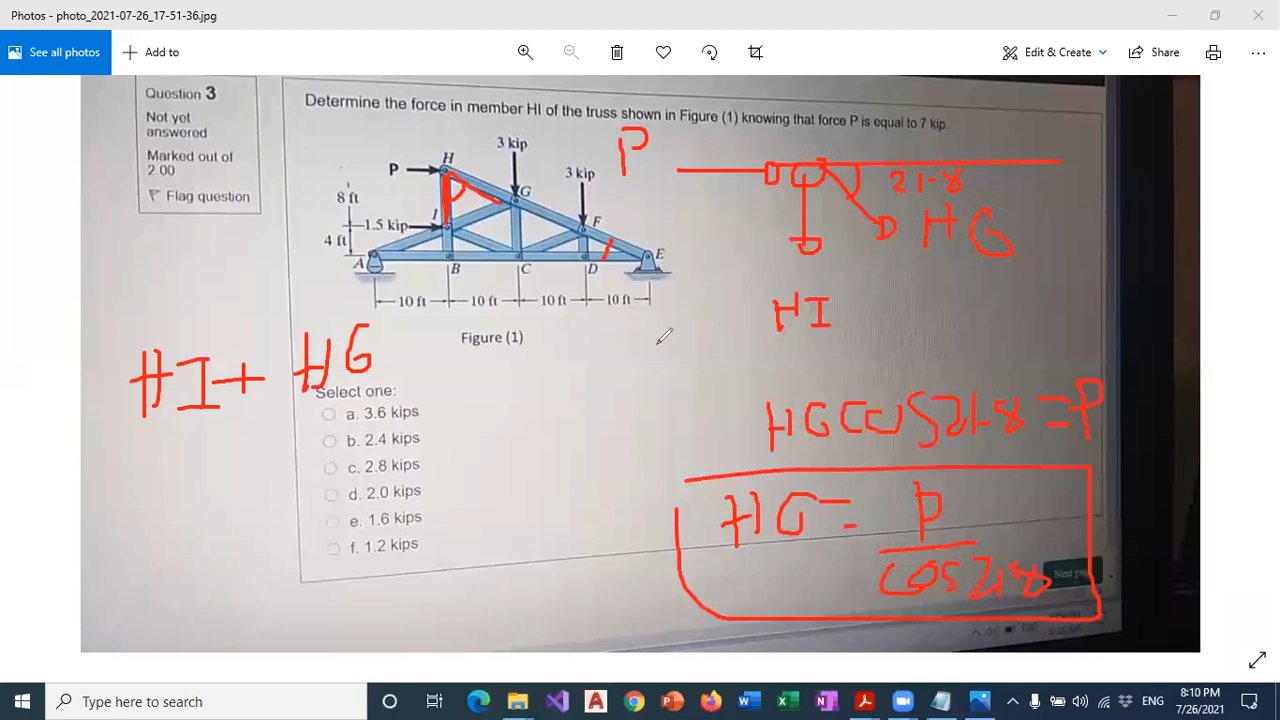 Photos - photo_2021-07-26_17-51-36.jpg
See all photos
Add to
Edit & Create
Share
Question 3
Not yet
answered
Marked out of
2.00
Flag question
Determine the force in member HI of the truss shown in Figure (1) knowing that force P is equal to 7 kip.
3 kip
H
P
3 kip
G
8 ft
I
1.5 kip
F
4 ft
A
E
B
C
D
10 ft
10 ft
10 ft
10 ft
Figure (1)
P
21-8
HG
HI
HI+ HG
HG COS21-8 = P
HG = P
COS 21-8
Select one:
a. 3.6 kips
b. 2.4 kips
c. 2.8 kips
d. 2.0 kips
e. 1.6 kips
f. 1.2 kips
ENG
Type here to search
ENG
8:10 PM
7/26/2021